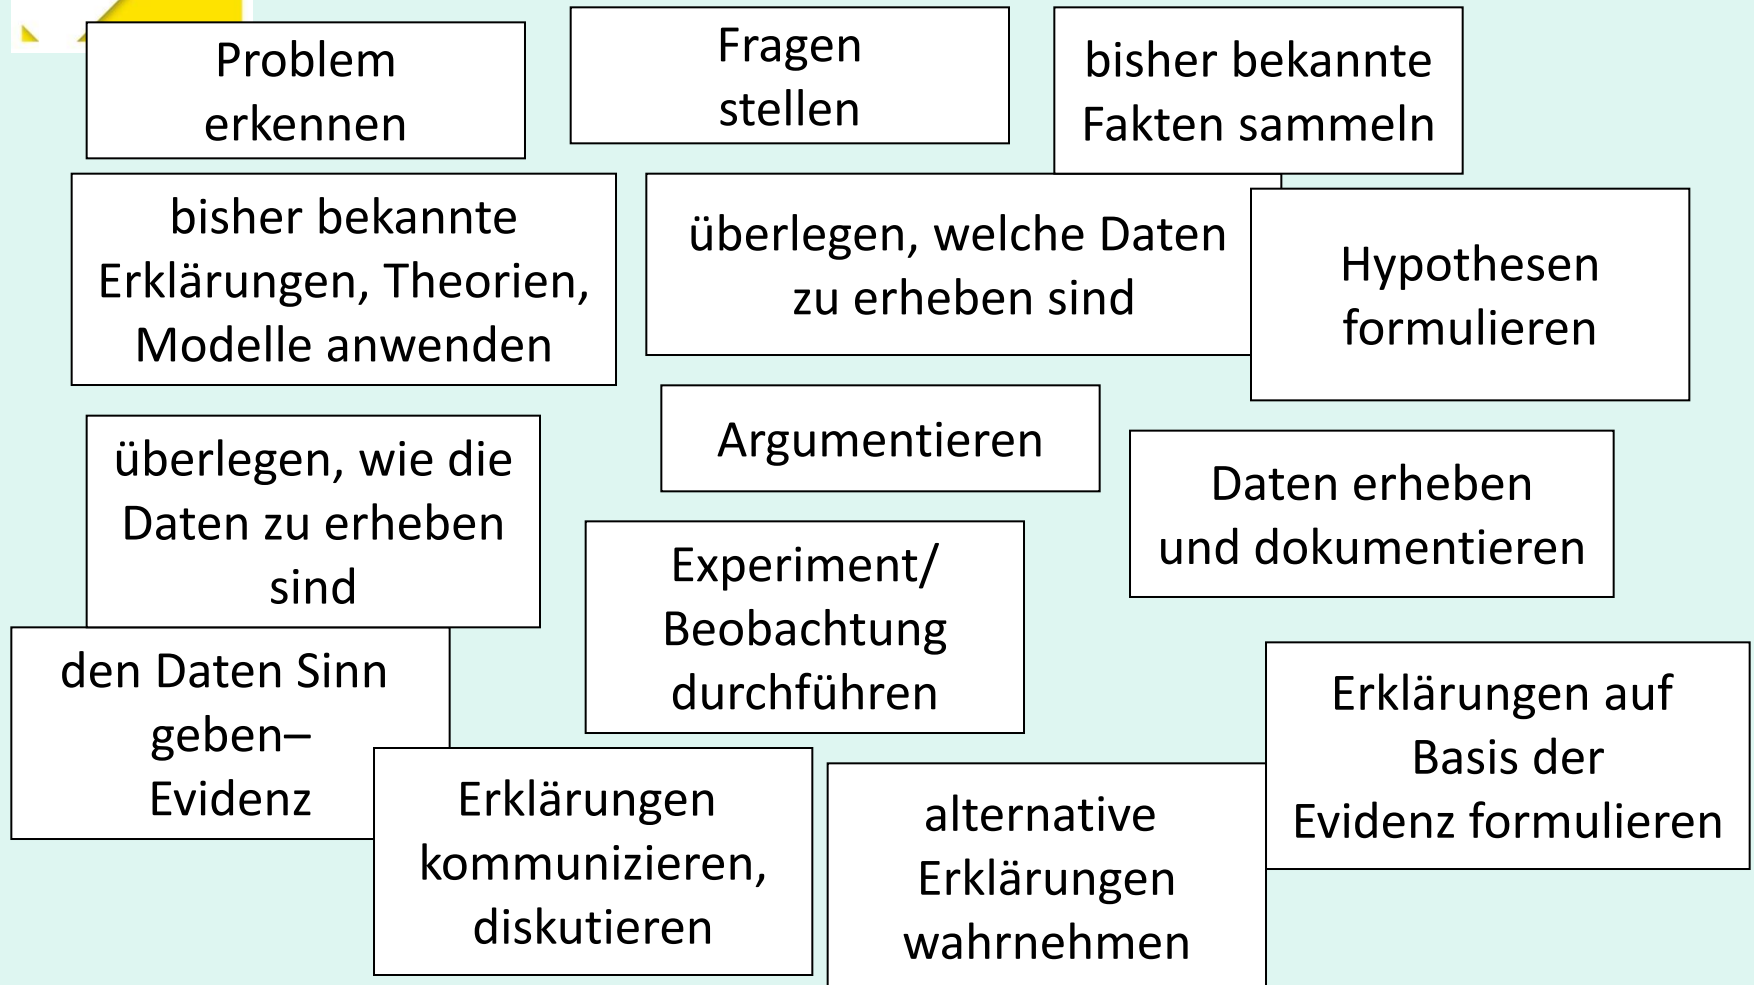 Problem
erkennen
Fragen
stellen
bisher bekannte
Fakten sammeln
bisher bekannte
Erklärungen, Theorien,
Modelle anwenden
überlegen, welche Daten
zu erheben sind
Hypothesen
formulieren
Argumentieren
überlegen, wie die
Daten zu erheben
sind
Daten erheben
und dokumentieren
Experiment/
Beobachtung
durchführen
den Daten Sinn
geben–
Evidenz
Erklärungen auf
Basis der
Evidenz formulieren
Erklärungen
kommunizieren,
diskutieren
alternative
Erklärungen
wahrnehmen